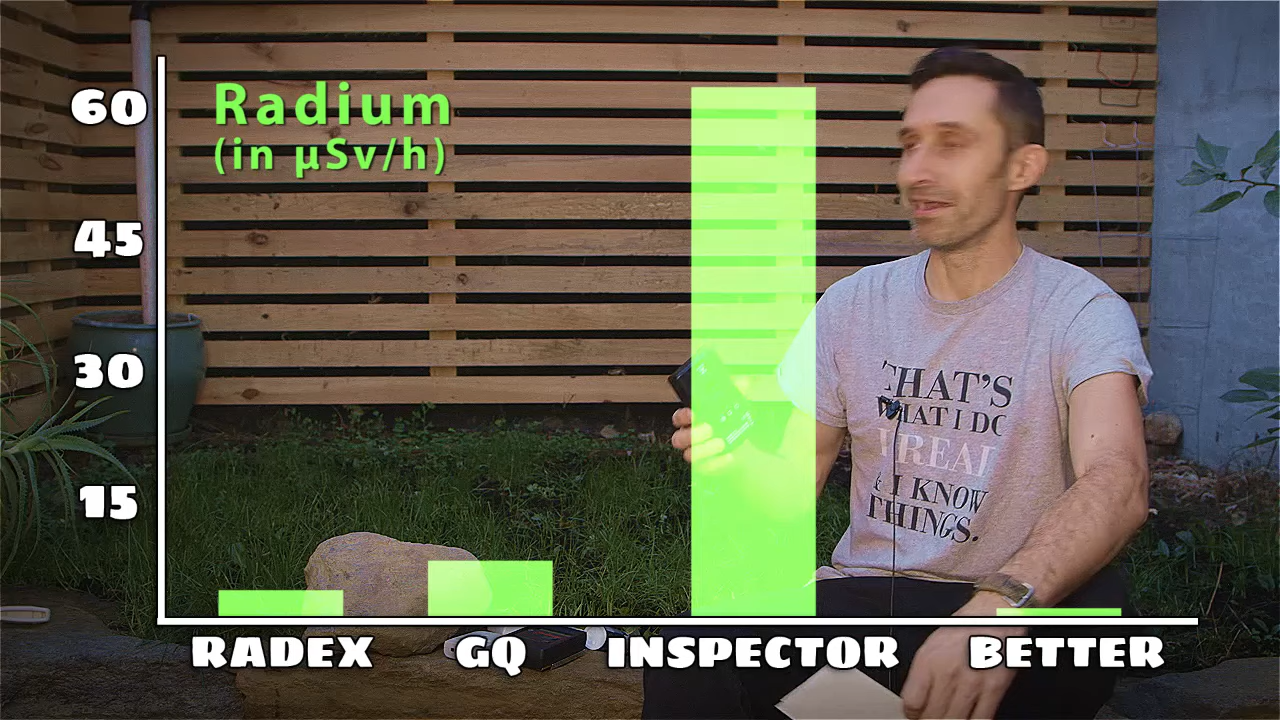 Radium
(in µSv/h)
60
45
30
15
RADEX
GQ
INSPECTOR
BETTER
THAT'S
WHAT I DO
I READ
& I KNOW
THINGS.